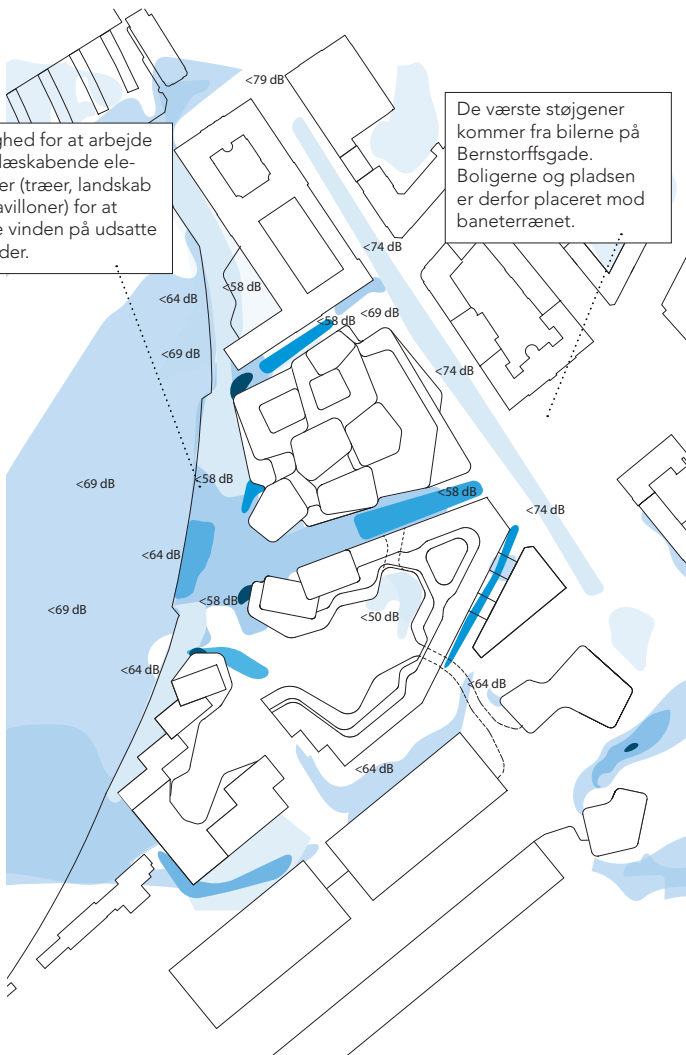 <79 dB
De værste støjgener
kommer fra bilerne på
Bernstorffsgade.
Boligerne og pladsen
er derfor placeret mod
baneterrænet.
ghed for at arbejde
læskabende ele-
er (træer, landskab
avilloner) for at
e vinden på udsatte
der.
<74 dB
<58 dB
<64 dB
<69 dB
<58 dB
<69 dB
<74 dB
<69 dB
<58 dB
<58 dB
<74 dB
<64 dB
<69 dB
<58 dB
<50 dB
<64 dB
<64 dB
<64 dB